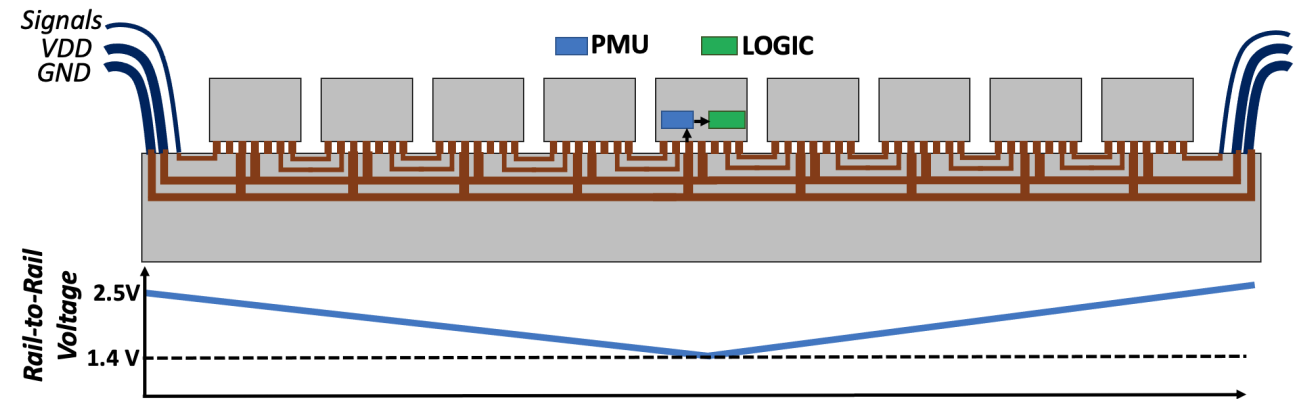 Signals
VDD
GND
PMU
LOGIC
Rail-to-Rail
Voltage
2.5V
1.4 V